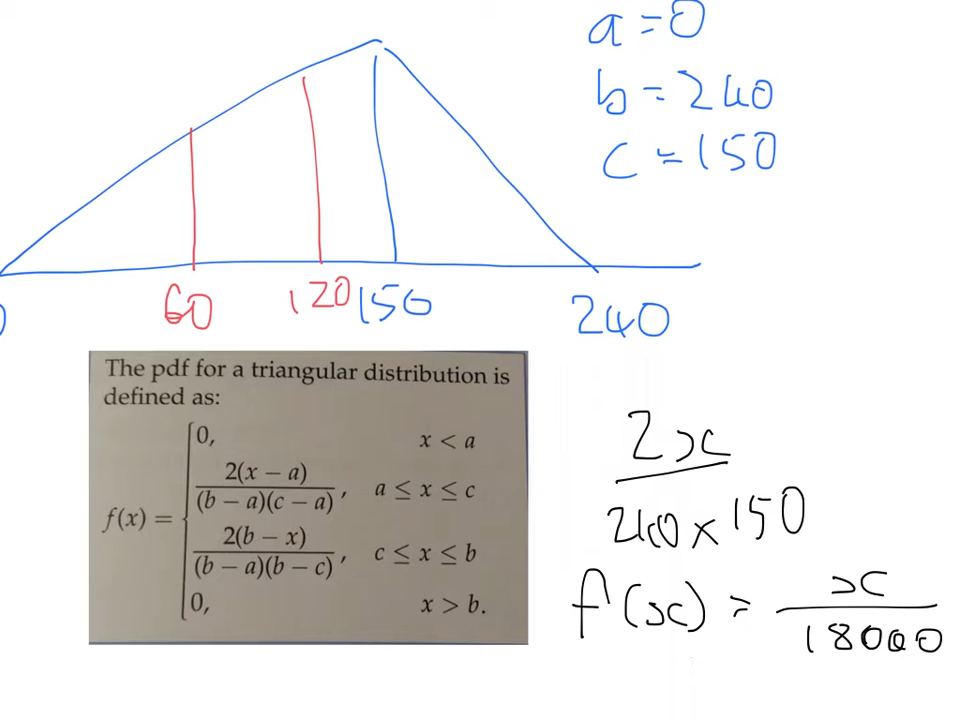 a = 0
b = 240
c = 150
0
60
120
150
240
The pdf for a triangular distribution is
defined as:
f(x) = { 0, x < a
2(x − a) / (b − a)(c − a) , a ≤ x ≤ c
2(b − x) / (b − a)(b − c) , c ≤ x ≤ b
0, x > b.
2x
240 × 150
f(x) = x / 18000